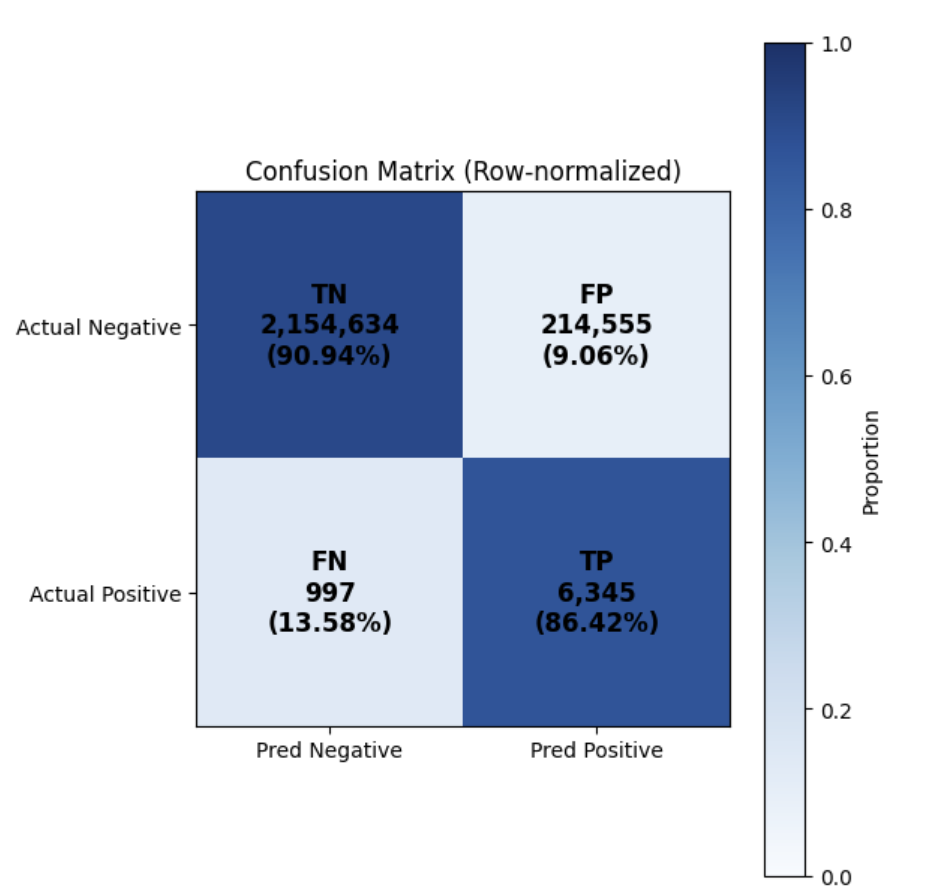 Confusion Matrix (Row-normalized)
Actual Negative
TN
2,154,634
(90.94%)
FP
214,555
(9.06%)
Actual Positive
FN
997
(13.58%)
TP
6,345
(86.42%)
Pred Negative
Pred Positive
1.0
0.8
0.6
0.4
0.2
0.0
Proportion